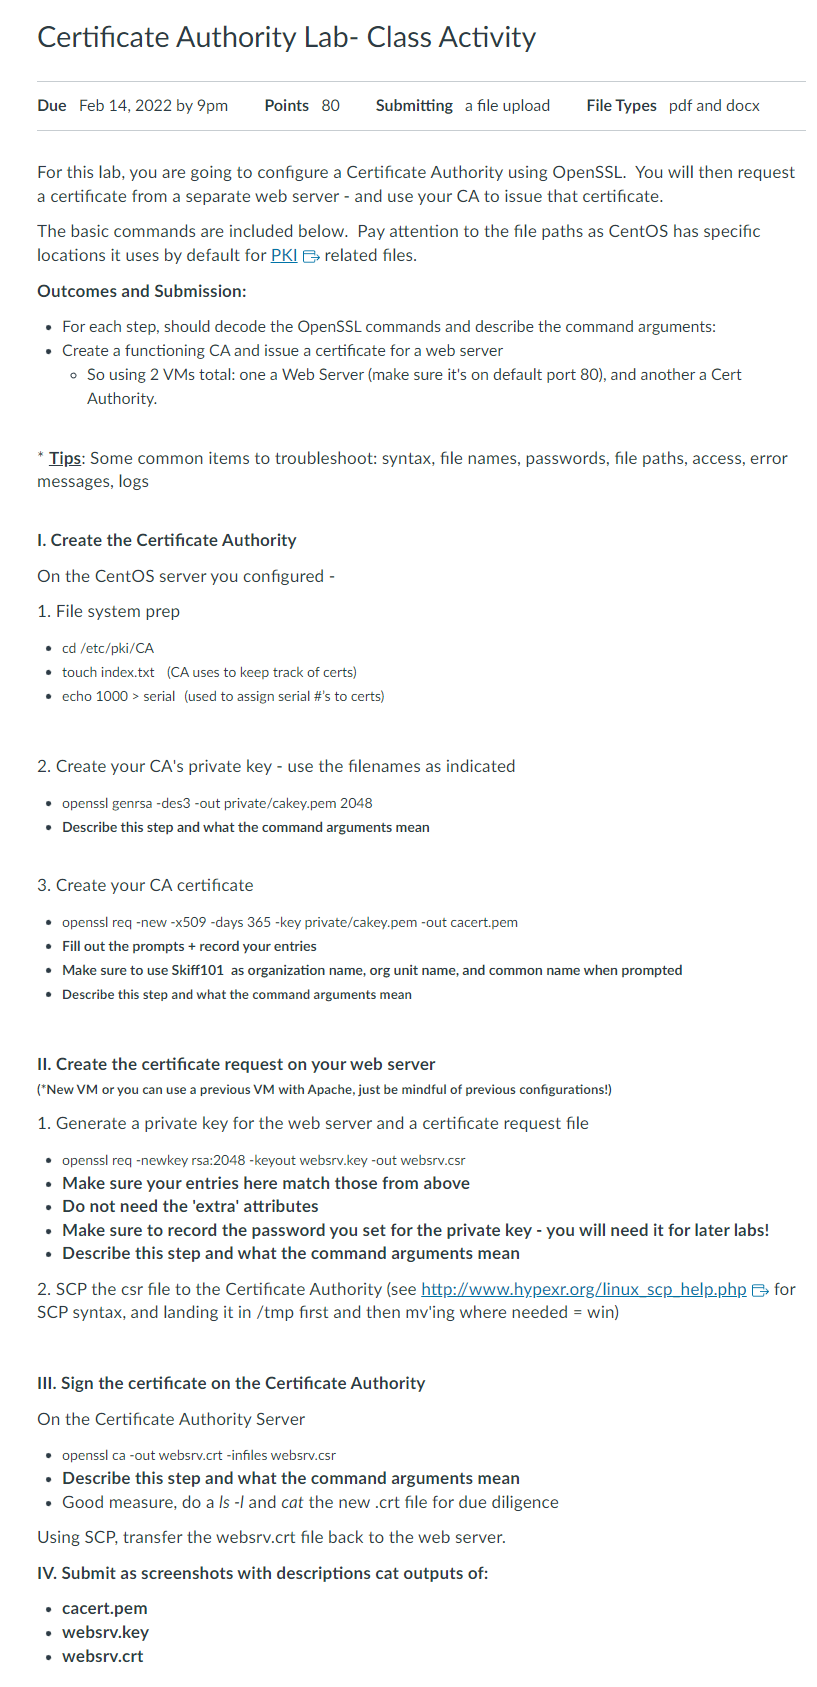 Certificate Authority Lab- Class Activity
Due Feb 14, 2022 by 9pm Points 80 Submitting a file upload File Types pdf and docx
For this lab, you are going to configure a Certificate Authority using OpenSSL. You will then request
a certificate from a separate web server - and use your CA to issue that certificate.
The basic commands are included below. Pay attention to the file paths as CentOS has specific
locations it uses by default for PKI related files.
Outcomes and Submission:
• For each step, should decode the OpenSSL commands and describe the command arguments:
• Create a functioning CA and issue a certificate for a web server
◦ So using 2 VMs total: one a Web Server (make sure it's on default port 80), and another a Cert
Authority.
* Tips: Some common items to troubleshoot: syntax, file names, passwords, file paths, access, error
messages, logs
I. Create the Certificate Authority
On the CentOS server you configured -
1. File system prep
• cd /etc/pki/CA
• touch index.txt (CA uses to keep track of certs)
• echo 1000 > serial (used to assign serial #'s to certs)
2. Create your CA's private key - use the filenames as indicated
• openssl genrsa -des3 -out private/cakey.pem 2048
• Describe this step and what the command arguments mean
3. Create your CA certificate
• openssl req -new -x509 -days 365 -key private/cakey.pem -out cacert.pem
• Fill out the prompts + record your entries
• Make sure to use Skiff101 as organization name, org unit name, and common name when prompted
• Describe this step and what the command arguments mean
II. Create the certificate request on your web server
(*New VM or you can use a previous VM with Apache, just be mindful of previous configurations!)
1. Generate a private key for the web server and a certificate request file
• openssl req -newkey rsa:2048 -keyout websrv.key -out websrv.csr
• Make sure your entries here match those from above
• Do not need the 'extra' attributes
• Make sure to record the password you set for the private key - you will need it for later labs!
• Describe this step and what the command arguments mean
2. SCP the csr file to the Certificate Authority (see http://www.hypexr.org/linux_scp_help.php for
SCP syntax, and landing it in /tmp first and then mv'ing where needed = win)
III. Sign the certificate on the Certificate Authority
On the Certificate Authority Server
• openssl ca -out websrv.crt -infiles websrv.csr
• Describe this step and what the command arguments mean
• Good measure, do a ls -l and cat the new .crt file for due diligence
Using SCP, transfer the websrv.crt file back to the web server.
IV. Submit as screenshots with descriptions cat outputs of:
• cacert.pem
• websrv.key
• websrv.crt